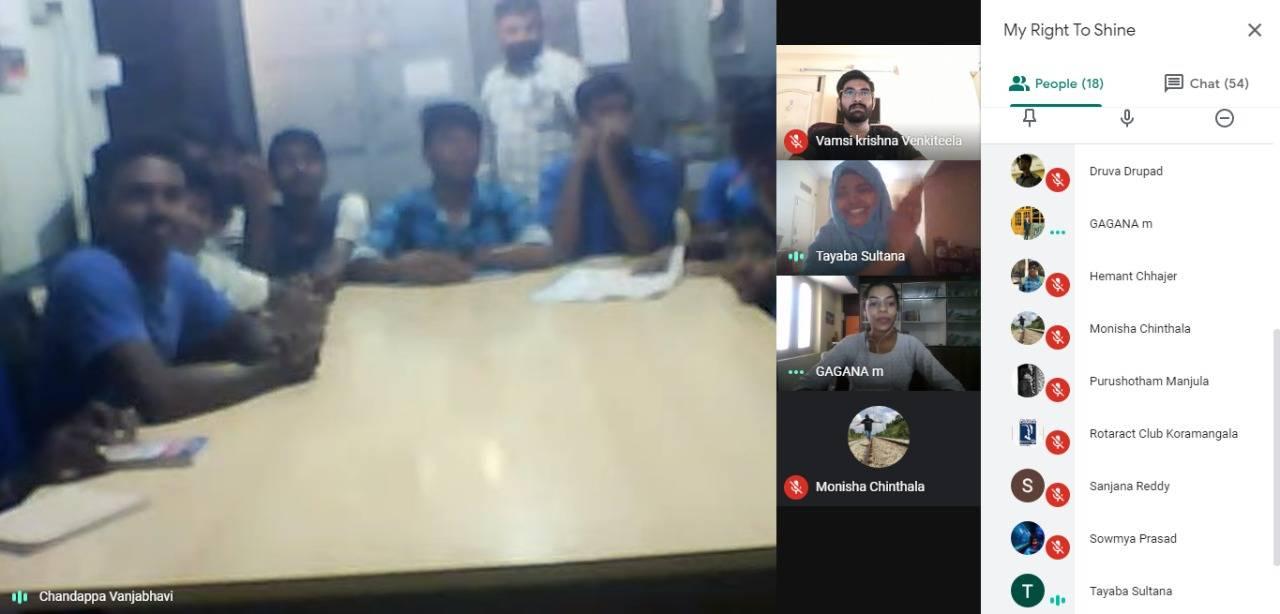 Chandappa Vanjabhavi
Vamsi krishna Venkiteela
Tayaba Sultana
GAGANA m
Monisha Chinthala
My Right To Shine
People (18)
Chat (54)
Druva Drupad
GAGANA m
Hemant Chhajer
Monisha Chinthala
Purushotham Manjula
Rotaract Club Koramangala
S
Sanjana Reddy
Sowmya Prasad
T
Tayaba Sultana